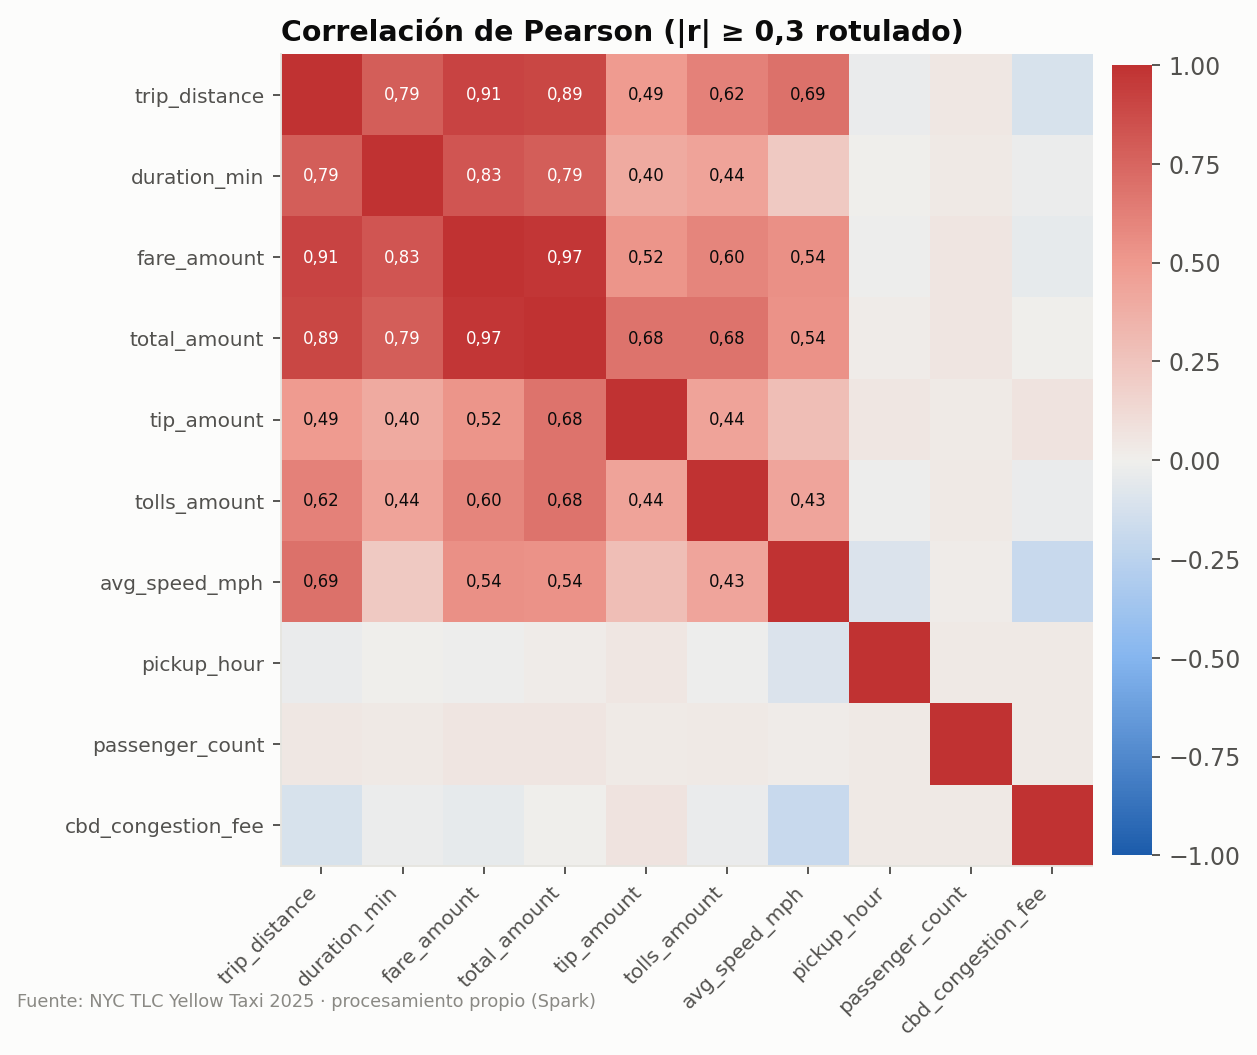 Correlación de Pearson (|r| ≥ 0,3 rotulado)
trip_distance 0,79 0,91 0,89 0,49 0,62 0,69
duration_min 0,79 0,83 0,79 0,40 0,44
fare_amount 0,91 0,83 0,97 0,52 0,60 0,54
total_amount 0,89 0,79 0,97 0,68 0,68 0,54
tip_amount 0,49 0,40 0,52 0,68 0,44
tolls_amount 0,62 0,44 0,60 0,68 0,44 0,43
avg_speed_mph 0,69 0,54 0,54 0,43
pickup_hour
passenger_count
cbd_congestion_fee
trip_distance
duration_min
fare_amount
total_amount
tip_amount
tolls_amount
avg_speed_mph
pickup_hour
passenger_count
cbd_congestion_fee
1.00
0.75
0.50
0.25
0.00
−0.25
−0.50
−0.75
−1.00
Fuente: NYC TLC Yellow Taxi 2025 · procesamiento propio (Spark)